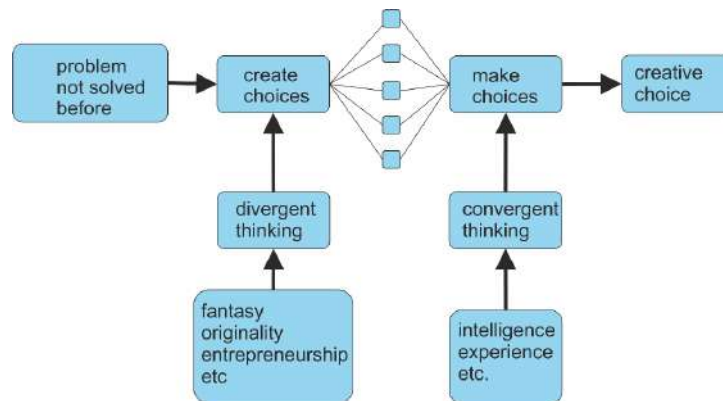 problem
not solved
before
create
choices
make
choices
creative
choice
divergent
thinking
convergent
thinking
fantasy
originality
entrepreneurship
etc
intelligence
experience
etc.